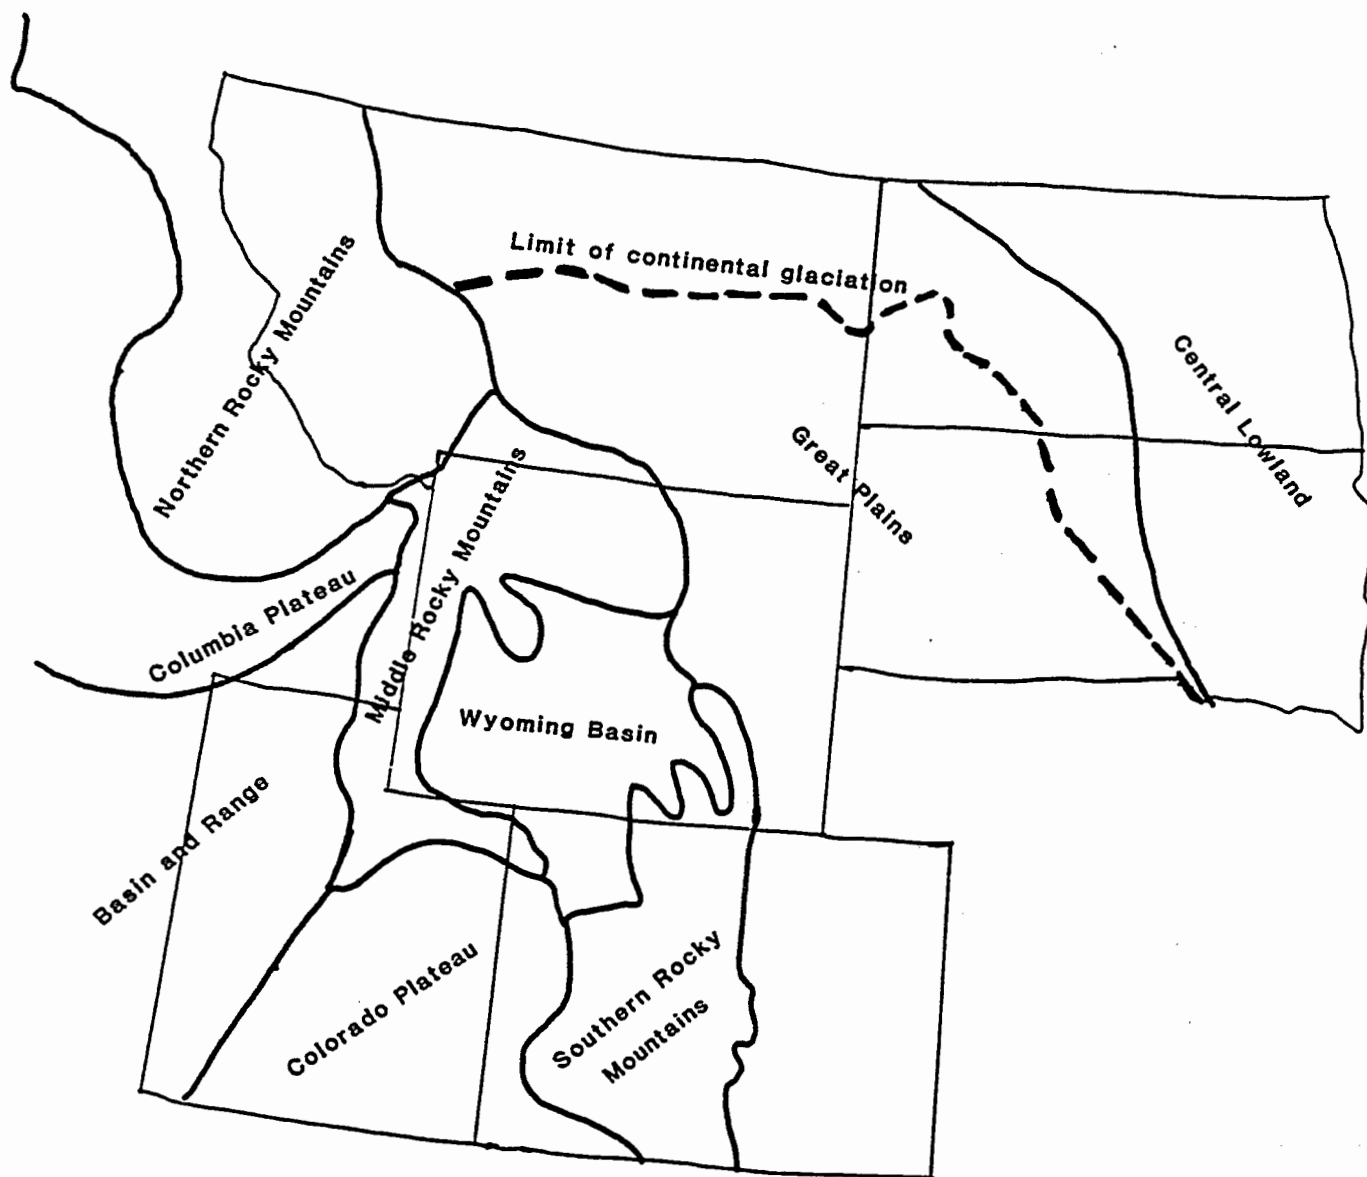 Limit of continental glaciation
Northern Rocky Mountains
Central Lowland
Great Plains
Middle Rocky Mountains
Columbia Plateau
Wyoming Basin
Basin and Range
Colorado Plateau
Southern Rocky
Mountains